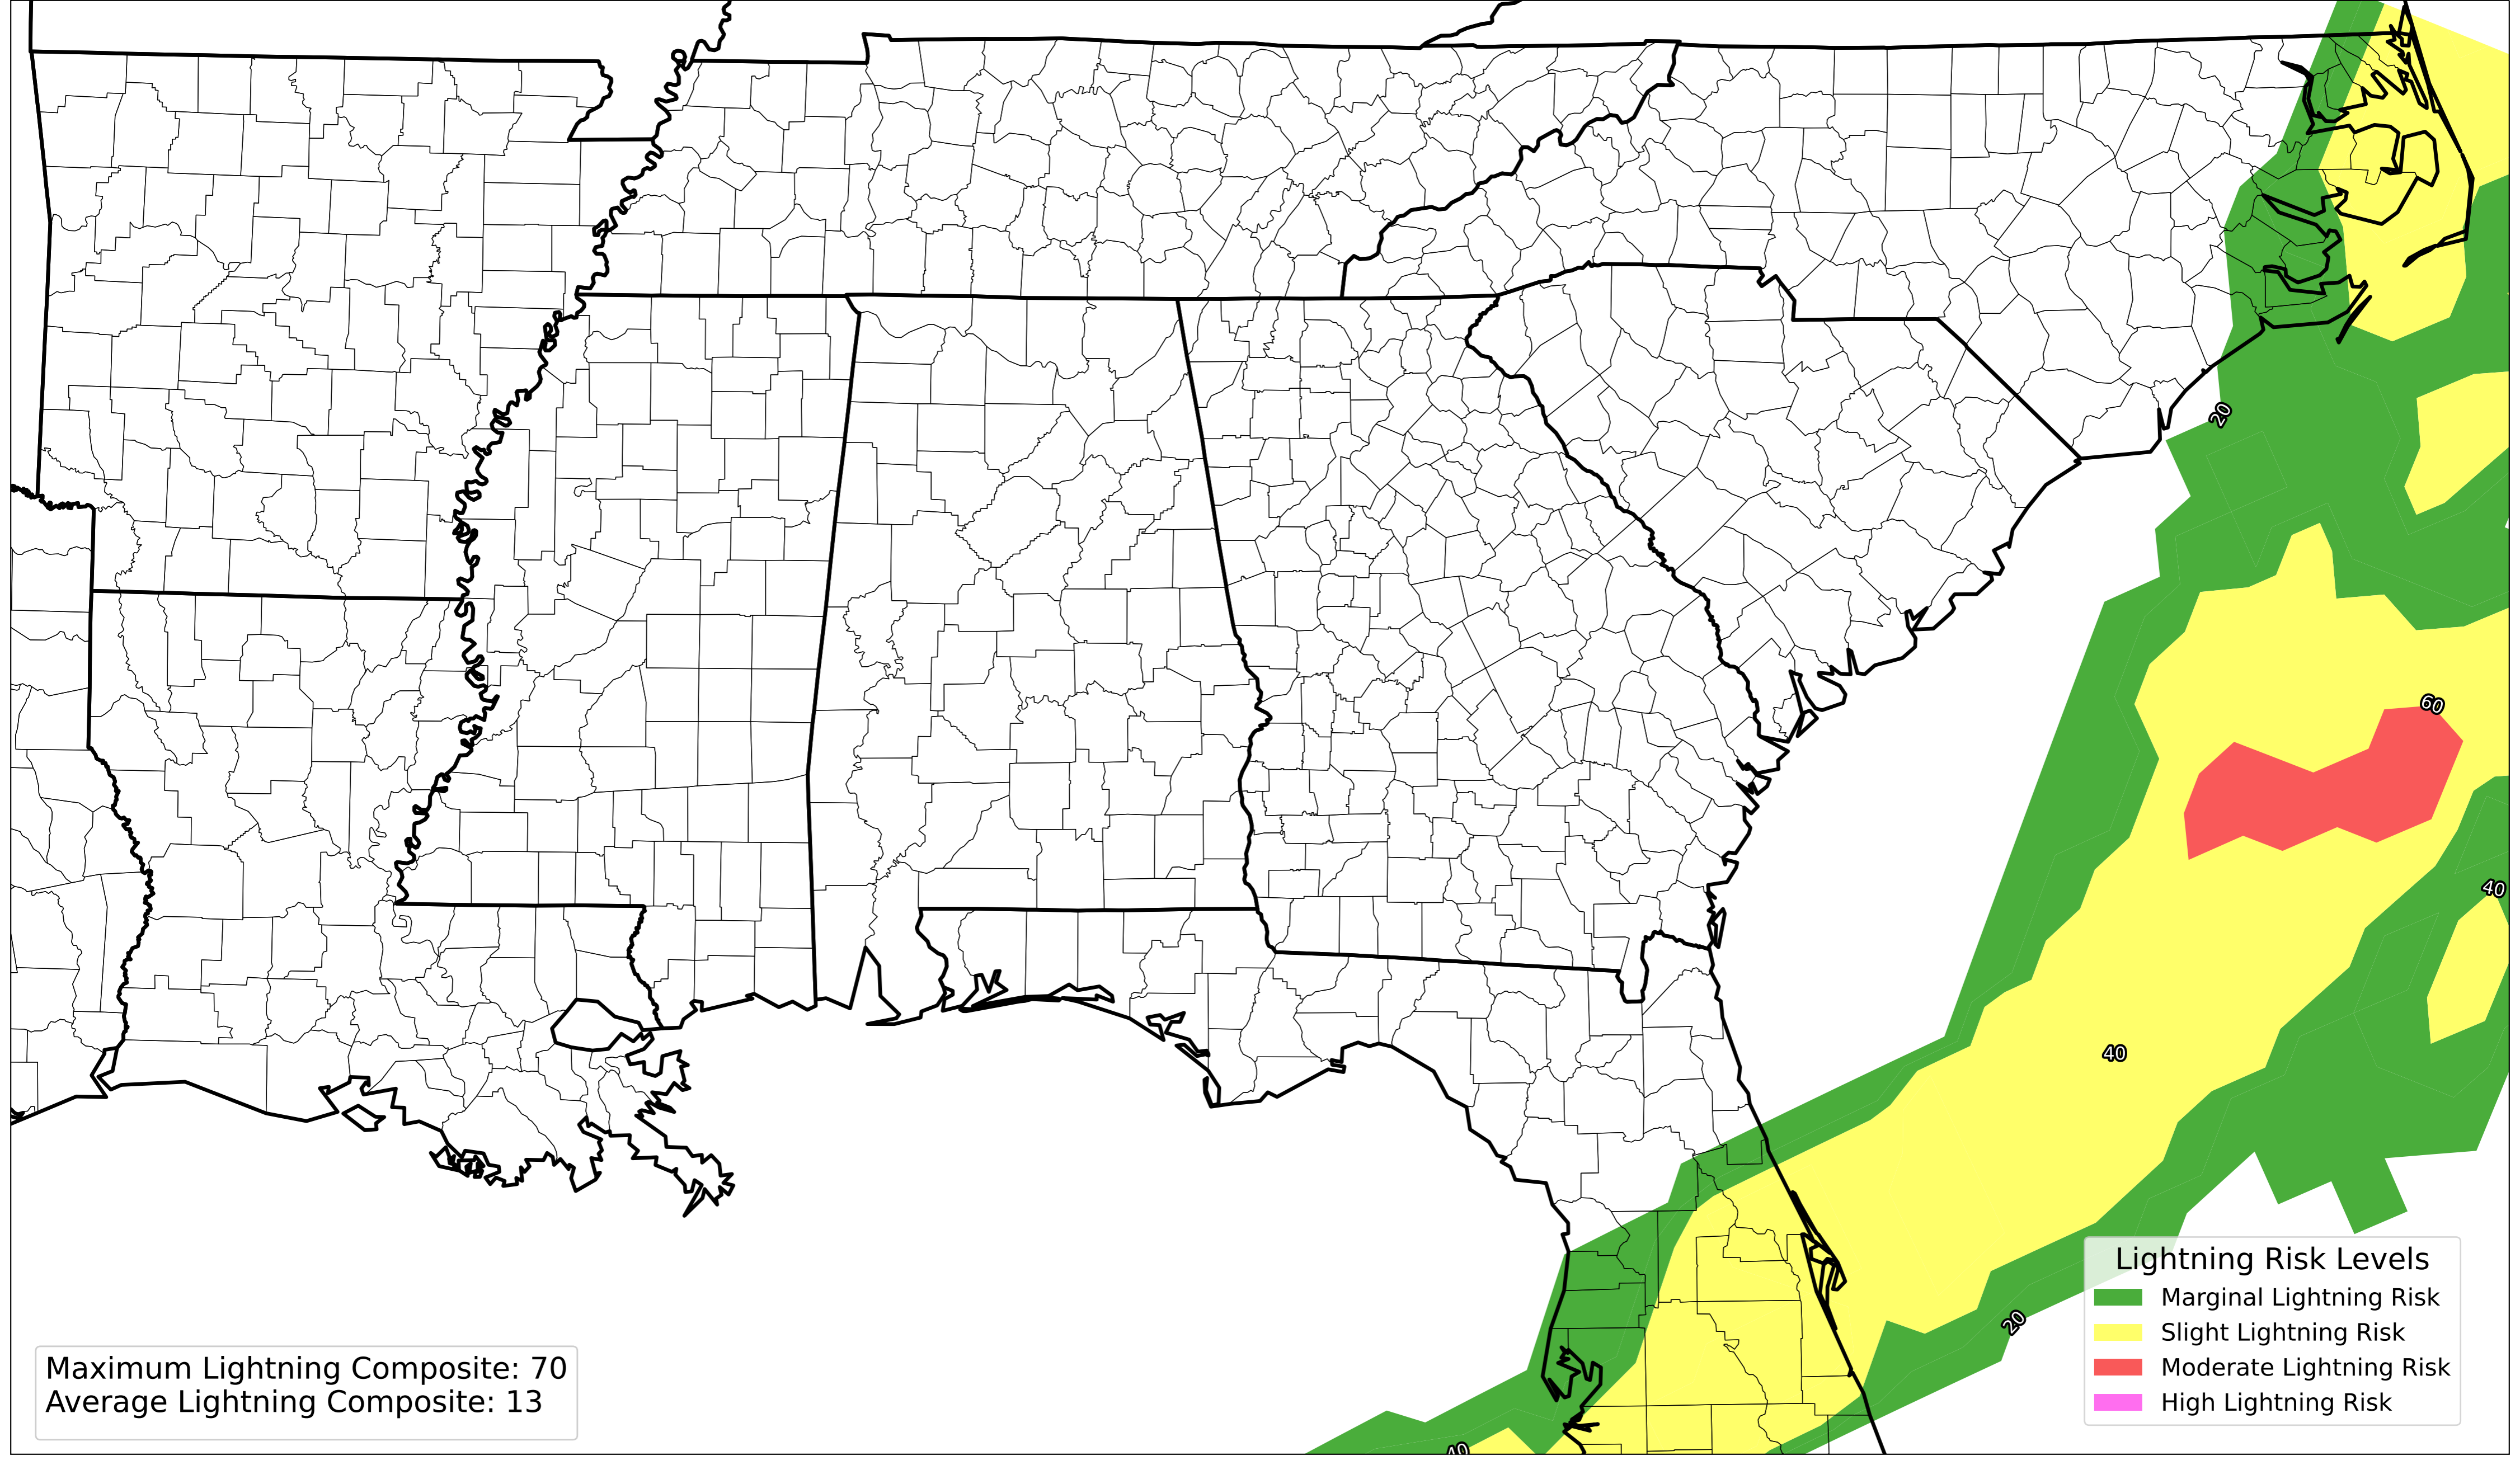 20
60
40
40
20
40
Lightning Risk Levels
Marginal Lightning Risk
Slight Lightning Risk
Moderate Lightning Risk
High Lightning Risk
Maximum Lightning Composite: 70
Average Lightning Composite: 13